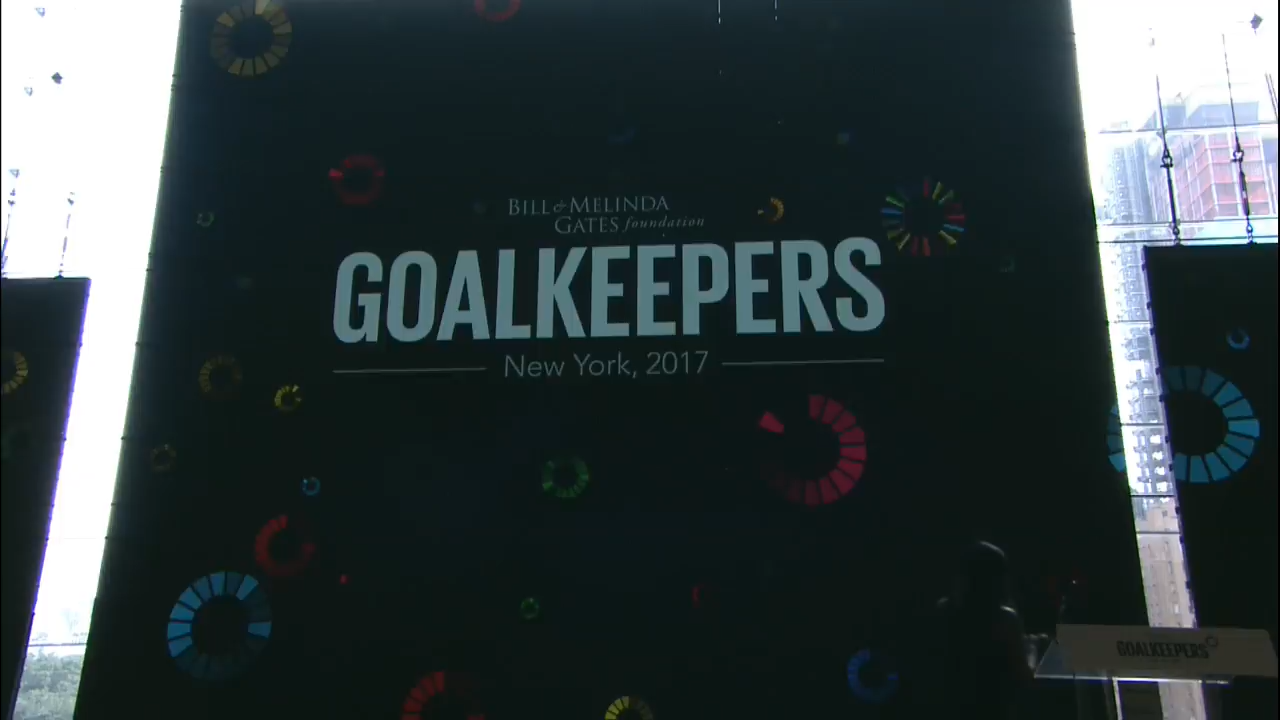 BILL & MELINDA
GATES foundation
GOALKEEPERS
New York, 2017
GOALKEEPERS